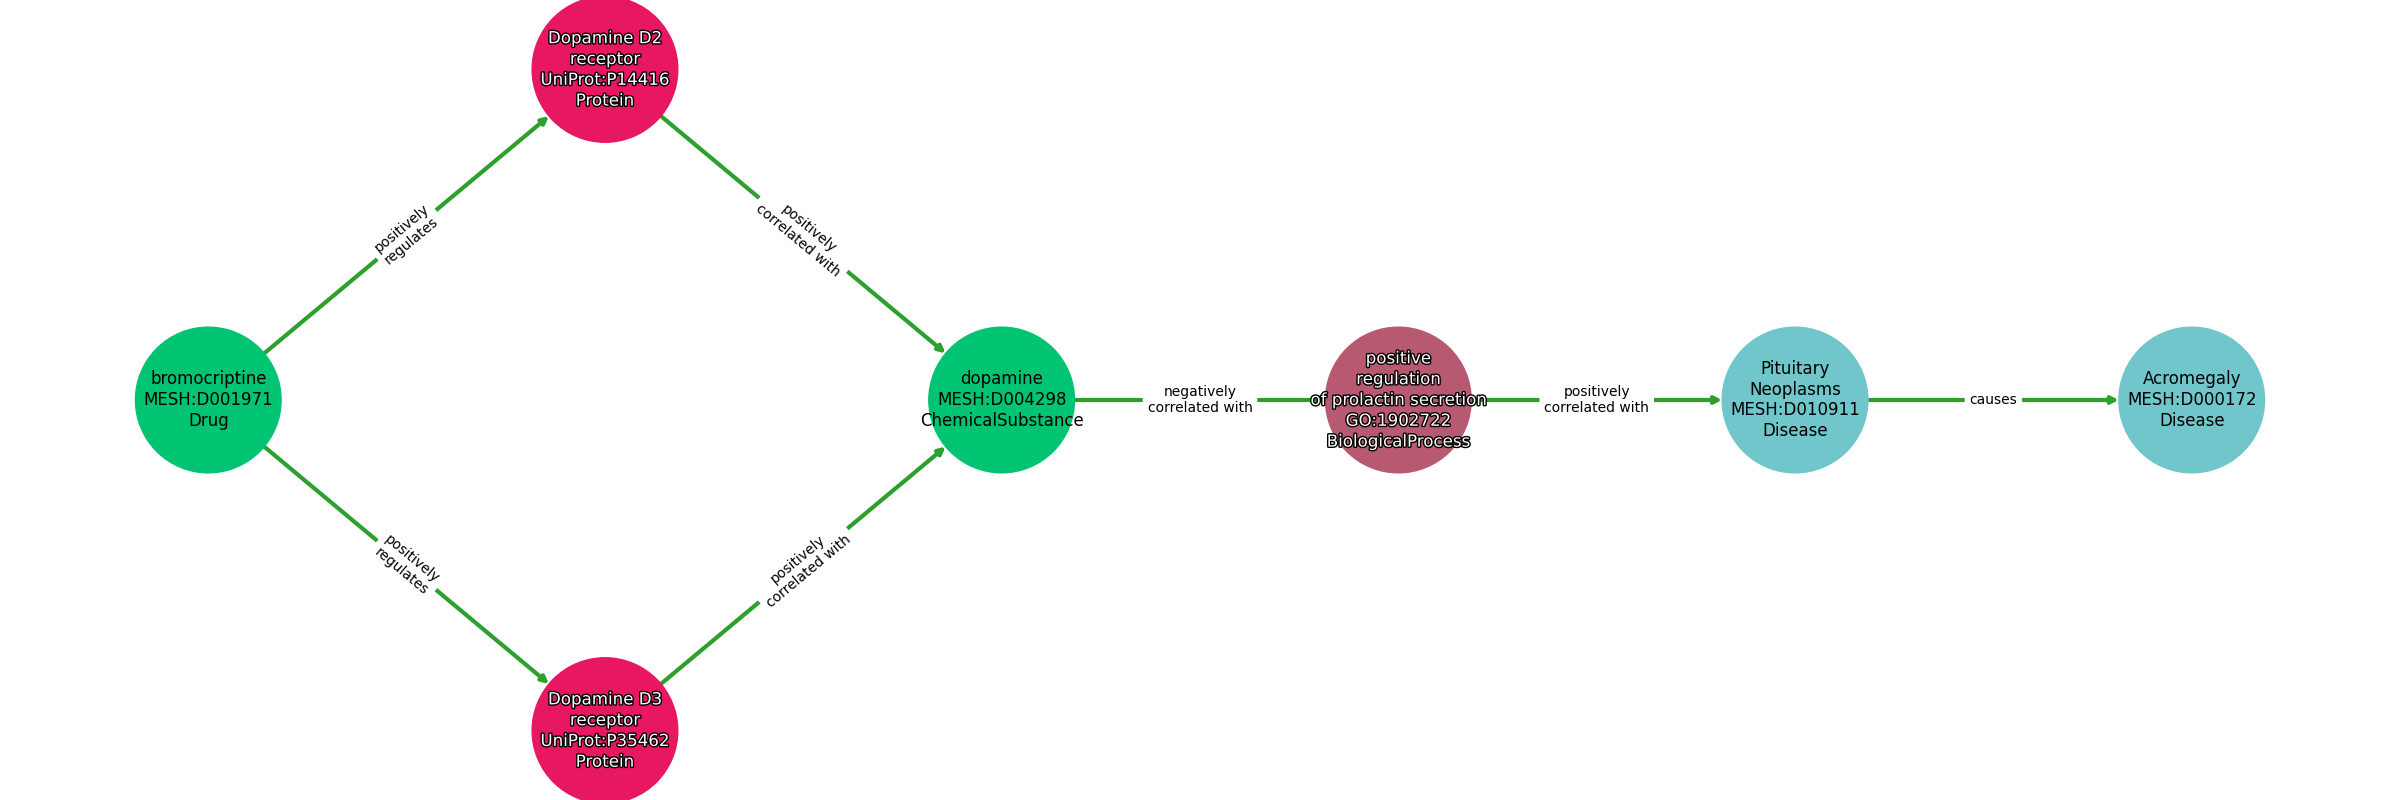 Dopamine D2
receptor
UniProt:P14416
Protein
positively
regulates
positively
correlated with
bromocriptine
MESH:D001971
Drug
dopamine
MESH:D004298
ChemicalSubstance
negatively
correlated with
positive
regulation
of prolactin secretion
GO:1902722
BiologicalProcess
positively
correlated with
Pituitary
Neoplasms
MESH:D010911
Disease
causes
Acromegaly
MESH:D000172
Disease
positively
regulates
positively
correlated with
Dopamine D3
receptor
UniProt:P35462
Protein